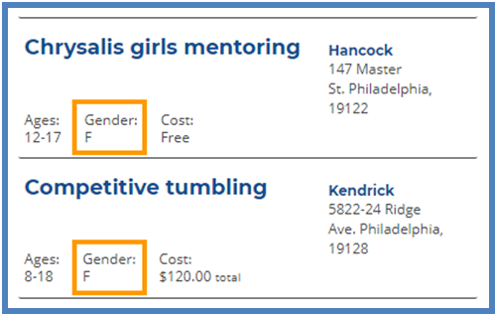 Chrysalis girls mentoring
Hancock
147 Master
St. Philadelphia,
19122
Ages:
12-17
Gender:
F
Cost:
Free
Competitive tumbling
Kendrick
5822-24 Ridge
Ave. Philadelphia,
19128
Ages:
8-18
Gender:
F
Cost:
$120.00 total